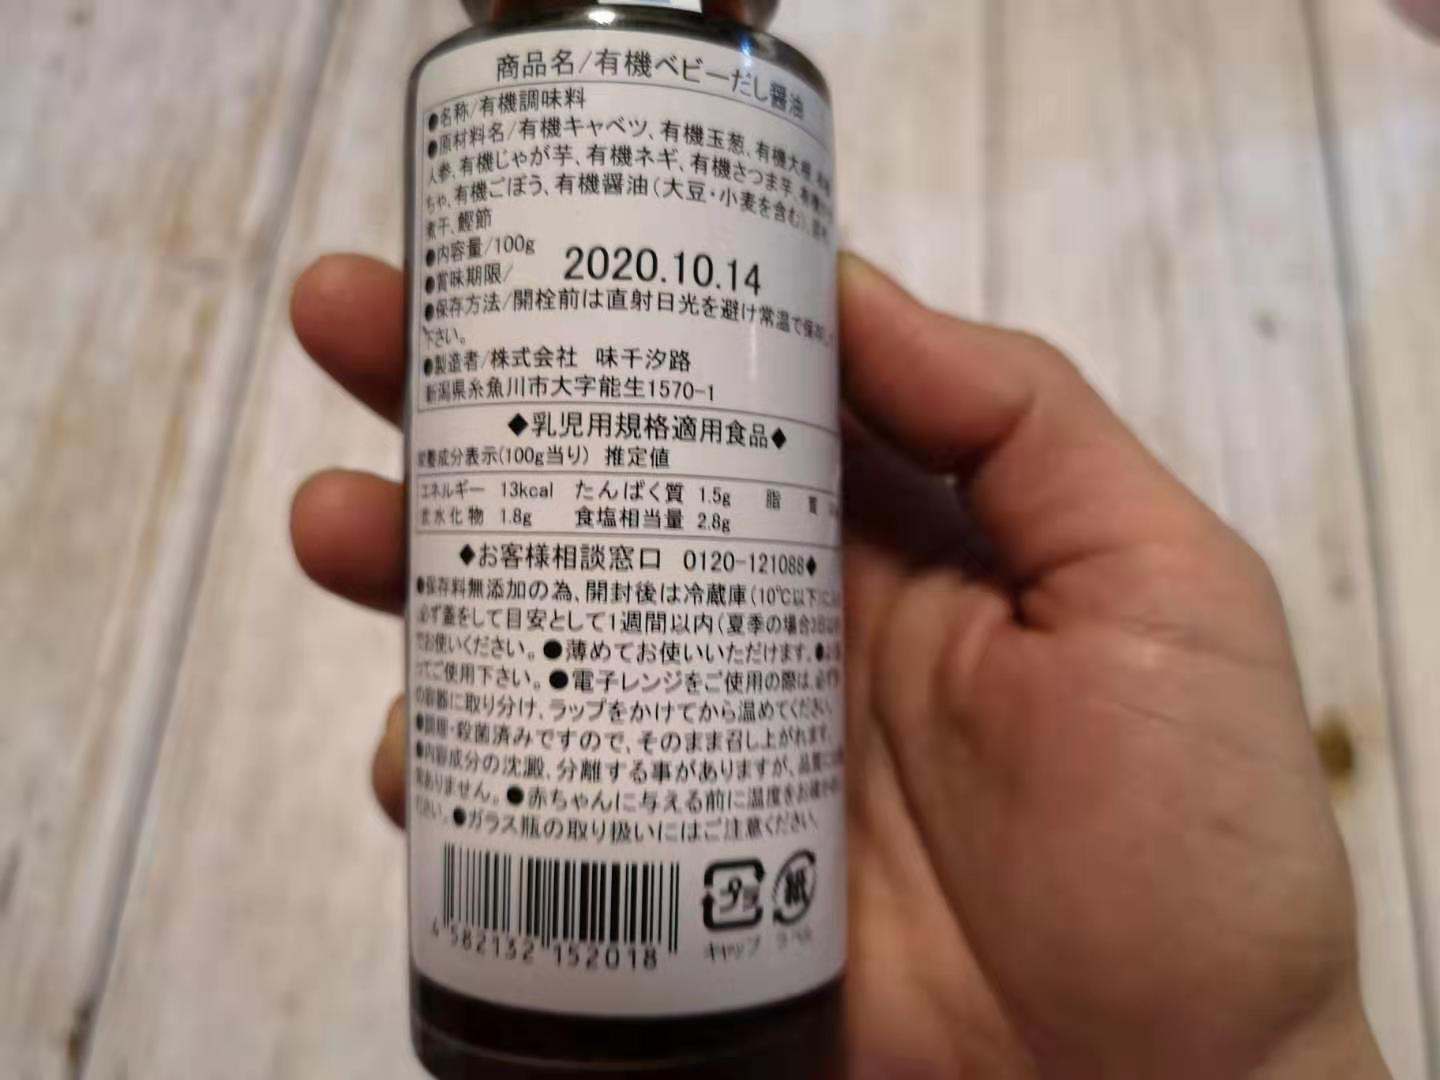 商品名/有機ベビーだし醤油
●名称/有機調味料
●原材料名/有機キャベツ、有機玉葱、有機大根、
人参、有機じゃが芋、有機ネギ、有機さつま芋、有機
ちゃ、有機ごぼう、有機醤油(大豆・小麦を含む)、
煮干、鰹節
●内容量/100g
●賞味期限/ 2020.10.14
●保存方法/開栓前は直射日光を避け常温で保存して
下さい。
●製造者/株式会社 味千汐路
新潟県糸魚川市大字能生1570-1
◆乳児用規格適用食品◆
栄養成分表示(100g当り) 推定値
エネルギー 13kcal たんぱく質 1.5g 脂 質
炭水化物 1.8g 食塩相当量 2.8g
◆お客様相談窓口 0120-121088◆
●保存料無添加の為、開封後は冷蔵庫(10℃以下)に
必ず蓋をして目安として1週間以内(夏季の場合
でお使いください。●薄めてお使いいただけます。●
ってご使用下さい。●電子レンジをご使用の際は、必ず
の容器に取り分け、ラップをかけてから温めてください。
●調理・殺菌済みですので、そのまま召し上がれます。
●内容成分の沈澱、分離する事がありますが、品質に
ありません。●赤ちゃんに与える前に温度をお確
ださい。●ガラス瓶の取り扱いにはご注意ください。
4 582132 152018
プラ
キャップ
紙
ラベル